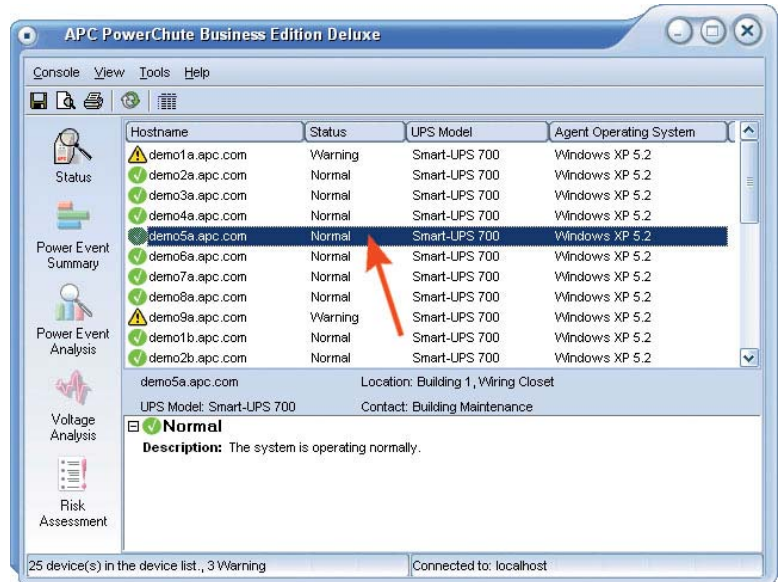 APC PowerChute Business Edition Deluxe
Console View Tools Help
Status
Power Event
Summary
Power Event
Analysis
Voltage
Analysis
Risk
Assessment
Hostname Status UPS Model Agent Operating System
demo1a.apc.com Warning Smart-UPS 700 Windows XP 5.2
demo2a.apc.com Normal Smart-UPS 700 Windows XP 5.2
demo3a.apc.com Normal Smart-UPS 700 Windows XP 5.2
demo4a.apc.com Normal Smart-UPS 700 Windows XP 5.2
demo5a.apc.com Normal Smart-UPS 700 Windows XP 5.2
demo6a.apc.com Normal Smart-UPS 700 Windows XP 5.2
demo7a.apc.com Normal Smart-UPS 700 Windows XP 5.2
demo8a.apc.com Normal Smart-UPS 700 Windows XP 5.2
demo9a.apc.com Warning Smart-UPS 700 Windows XP 5.2
demo1b.apc.com Normal Smart-UPS 700 Windows XP 5.2
demo2b.apc.com Normal Smart-UPS 700 Windows XP 5.2
demo5a.apc.com Location: Building 1, Wiring Closet
UPS Model: Smart-UPS 700 Contact: Building Maintenance
Normal
Description: The system is operating normally.
25 device(s) in the device list., 3 Warning Connected to: localhost